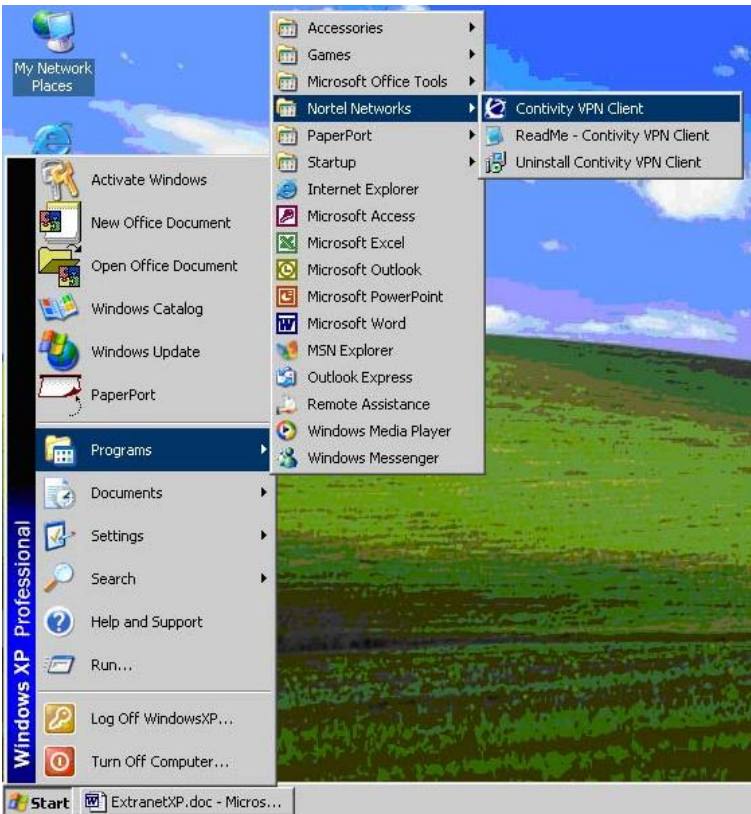 My Network
Places
Accessories
Games
Microsoft Office Tools
Nortel Networks
PaperPort
Startup
Internet Explorer
Microsoft Access
Microsoft Excel
Microsoft Outlook
Microsoft PowerPoint
Microsoft Word
MSN Explorer
Outlook Express
Remote Assistance
Windows Media Player
Windows Messenger
Contivity VPN Client
ReadMe - Contivity VPN Client
Uninstall Contivity VPN Client
Activate Windows
New Office Document
Open Office Document
Windows Catalog
Windows Update
PaperPort
Programs
Documents
Settings
Search
Help and Support
Run...
Log Off WindowsXP...
Turn Off Computer...
Windows XP Professional
Start
ExtranetXP.doc - Micros...